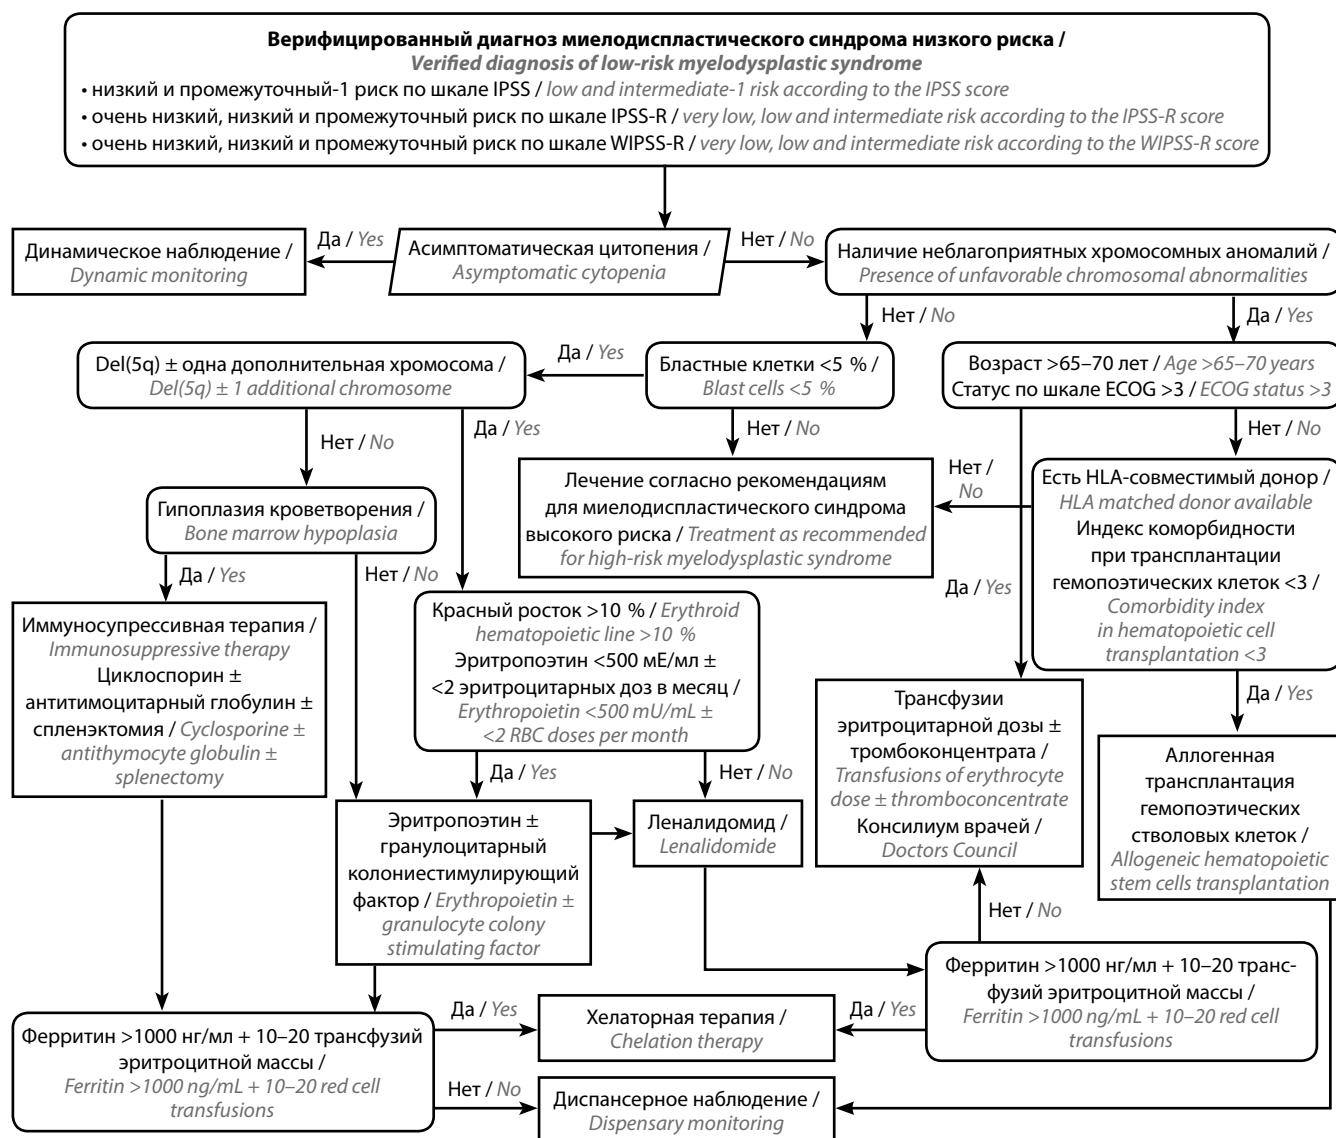 Верифицированный диагноз миелодиспластического синдрома низкого риска /
Verified diagnosis of low-risk myelodysplastic syndrome
• низкий и промежуточный-1 риск по шкале IPSS / low and intermediate-1 risk according to the IPSS score
• очень низкий, низкий и промежуточный риск по шкале IPSS-R / very low, low and intermediate risk according to the IPSS-R score
• очень низкий, низкий и промежуточный риск по шкале WIPSS-R / very low, low and intermediate risk according to the WIPSS-R score
Динамическое наблюдение /
Dynamic monitoring
Да / Yes
Асимптоматическая цитопения /
Asymptomatic cytopenia
Нет / No
Наличие неблагоприятных хромосомных аномалий /
Presence of unfavorable chromosomal abnormalities
Нет / No
Да / Yes
Del(5q) ± одна дополнительная хромосома /
Del(5q) ± 1 additional chromosome
Да / Yes
Бластные клетки <5 % /
Blast cells <5 %
Возраст >65–70 лет / Age >65–70 years
Статус по шкале ECOG >3 / ECOG status >3
Нет / No
Да / Yes
Нет / No
Нет / No
Гипоплазия кроветворения /
Bone marrow hypoplasia
Лечение согласно рекомендациям
для миелодиспластического синдрома
высокого риска / Treatment as recommended
for high-risk myelodysplastic syndrome
Нет /
No
Есть HLA-совместимый донор /
HLA matched donor available
Индекс коморбидности
при трансплантации
гемопоэтических клеток <3 /
Comorbidity index
in hematopoietic cell
transplantation <3
Да / Yes
Нет / No
Да / Yes
Иммуносупрессивная терапия /
Immunosuppressive therapy
Циклоспорин ±
антитимоцитарный глобулин ±
спленэктомия / Cyclosporine ±
antithymocyte globulin ±
splenectomy
Красный росток >10 % / Erythroid
hematopoietic line >10 %
Эритропоэтин <500 мЕ/мл ±
<2 эритроцитарных доз в месяц /
Erythropoietin <500 mU/mL ±
<2 RBC doses per month
Трансфузии
эритроцитарной дозы ±
тромбоконцентрата /
Transfusions of erythrocyte
dose ± thromboconcentrate
Консилиум врачей /
Doctors Council
Да / Yes
Аллогенная
трансплантация
гемопоэтических
стволовых клеток /
Allogeneic hematopoietic
stem cells transplantation
Да / Yes
Нет / No
Эритропоэтин ±
гранулоцитарный
колониестимулирующий
фактор / Erythropoietin ±
granulocyte colony
stimulating factor
Леналидомид /
Lenalidomide
Нет / No
Ферритин >1000 нг/мл + 10–20 транс-
фузий эритроцитной массы /
Ferritin >1000 ng/mL + 10–20 red cell
transfusions
Ферритин >1000 нг/мл + 10–20 трансфузий
эритроцитной массы /
Ferritin >1000 ng/mL + 10–20 red cell
transfusions
Да / Yes
Хелаторная терапия /
Chelation therapy
Да / Yes
Нет / No
Диспансерное наблюдение /
Dispensary monitoring